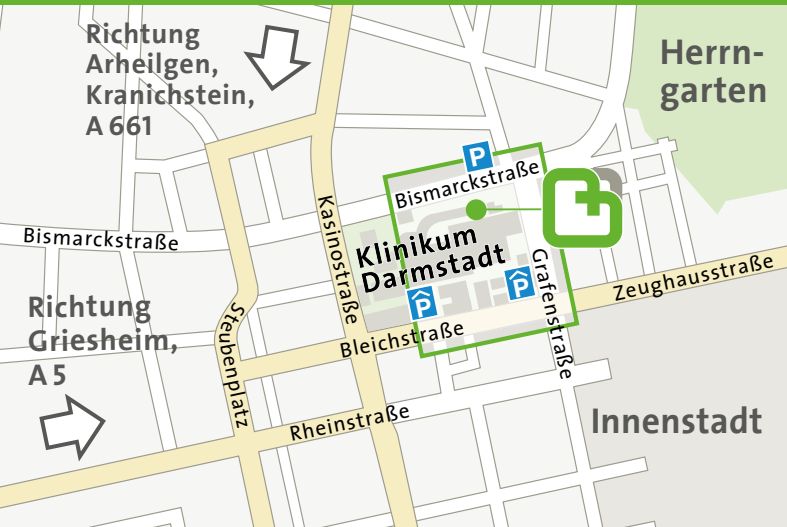 Richtung
Arheilgen,
Kranichstein,
A 661
Herrn-
garten
P
Bismarckstraße
Bismarckstraße
Kasinostraße
Klinikum
Darmstadt
P
P
Grafenstraße
Zeughausstraße
Richtung
Griesheim,
A 5
Steubenplatz
Bleichstraße
Rheinstraße
Innenstadt